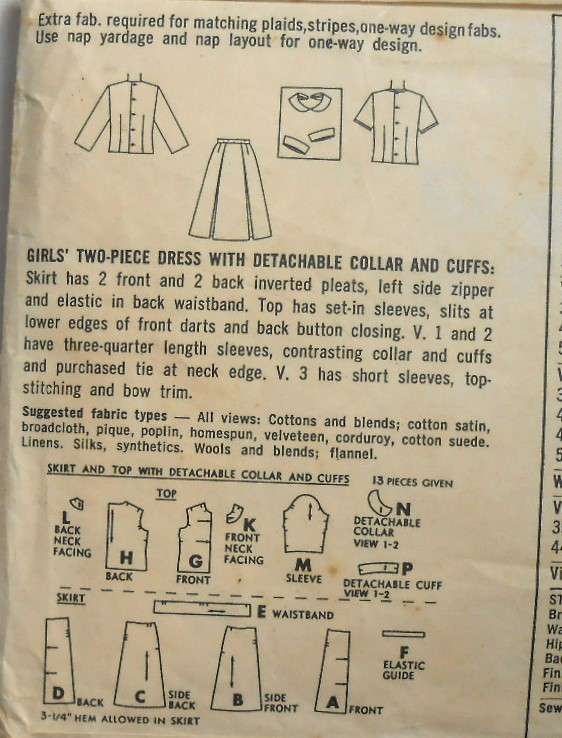 Extra fab. required for matching plaids,stripes,one-way design fabs.
Use nap yardage and nap layout for one-way design.
GIRLS' TWO-PIECE DRESS WITH DETACHABLE COLLAR AND CUFFS:
Skirt has 2 front and 2 back inverted pleats, left side zipper
and elastic in back waistband. Top has set-in sleeves, slits at
lower edges of front darts and back button closing. V. 1 and 2
have three-quarter length sleeves, contrasting collar and cuffs
and purchased tie at neck edge. V. 3 has short sleeves, top-
stitching and bow trim.
Suggested fabric types — All views: Cottons and blends; cotton satin,
broadcloth, pique, poplin, homespun, velveteen, corduroy, cotton suede.
Linens. Silks, synthetics. Wools and blends; flannel.
SKIRT AND TOP WITH DETACHABLE COLLAR AND CUFFS 13 PIECES GIVEN
TOP
L
BACK
NECK
FACING
H
BACK
G
FRONT
K
FRONT
NECK
FACING
M
SLEEVE
N
DETACHABLE
COLLAR
VIEW 1-2
P
DETACHABLE CUFF
VIEW 1-2
SKIRT
E WAISTBAND
D BACK
C SIDE
BACK
B SIDE
FRONT
A FRONT
F
ELASTIC
GUIDE
3-1/4" HEM ALLOWED IN SKIRT
Sew